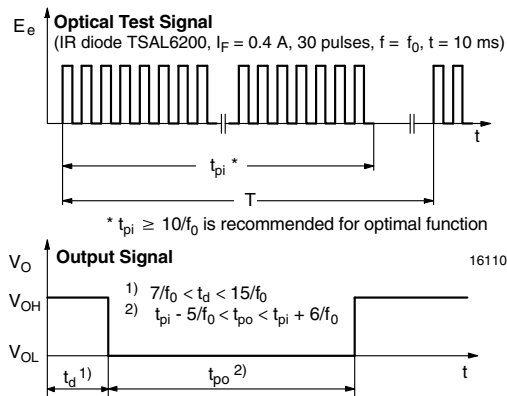 Optical Test Signal
E_e
(IR diode TSAL6200, I_F = 0.4 A, 30 pulses, f = f_0, t = 10 ms)
t
t_pi *
T
* t_pi ≥ 10/f_0 is recommended for optimal function
V_O
Output Signal
16110
V_OH
1) 7/f_0 < t_d < 15/f_0
2) t_pi - 5/f_0 < t_po < t_pi + 6/f_0
V_OL
t_d 1)
t_po 2)
t